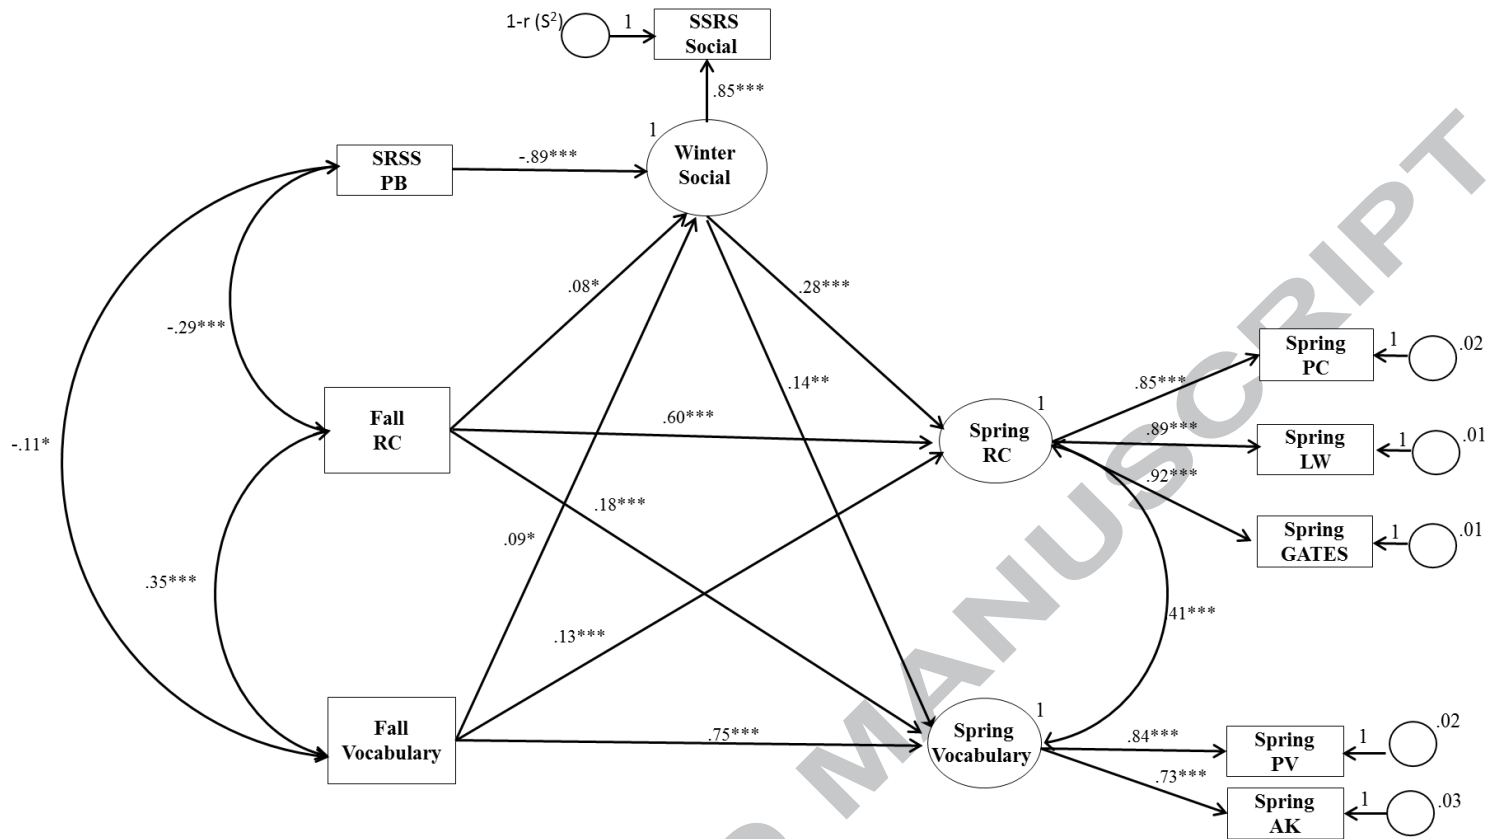 1-r (S²)
1
SSRS
Social
.85***
1
Winter
Social
SRSS
PB
-.89***
.08*
.28***
-.29***
Spring
PC
1
.02
.85***
.14**
Fall
RC
.60***
1
Spring
RC
.89***
Spring
LW
1
.01
-.11*
.92***
.18***
.09*
Spring
GATES
1
.01
.35***
.13***
.41***
Fall
Vocabulary
.75***
1
Spring
Vocabulary
.84***
Spring
PV
1
.02
.73***
Spring
AK
1
.03
MANUSCRIPT